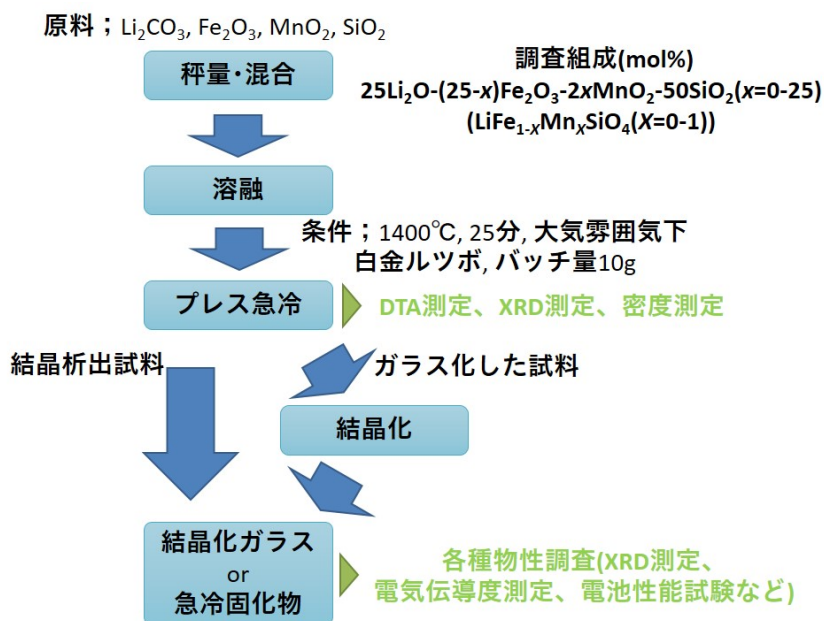 原料；Li₂CO₃, Fe₂O₃, MnO₂, SiO₂
秤量・混合
調査組成(mol%)
25Li₂O-(25-x)Fe₂O₃-2xMnO₂-50SiO₂(x=0-25)
(LiFe₁₋ₓMnₓSiO₄(X=0-1))
溶融
条件；1400℃, 25分, 大気雰囲気下
白金ルツボ, バッチ量10g
プレス急冷
DTA測定、XRD測定、密度測定
結晶析出試料
ガラス化した試料
結晶化
結晶化ガラス
or
急冷固化物
各種物性調査(XRD測定、
電気伝導度測定、電池性能試験など)